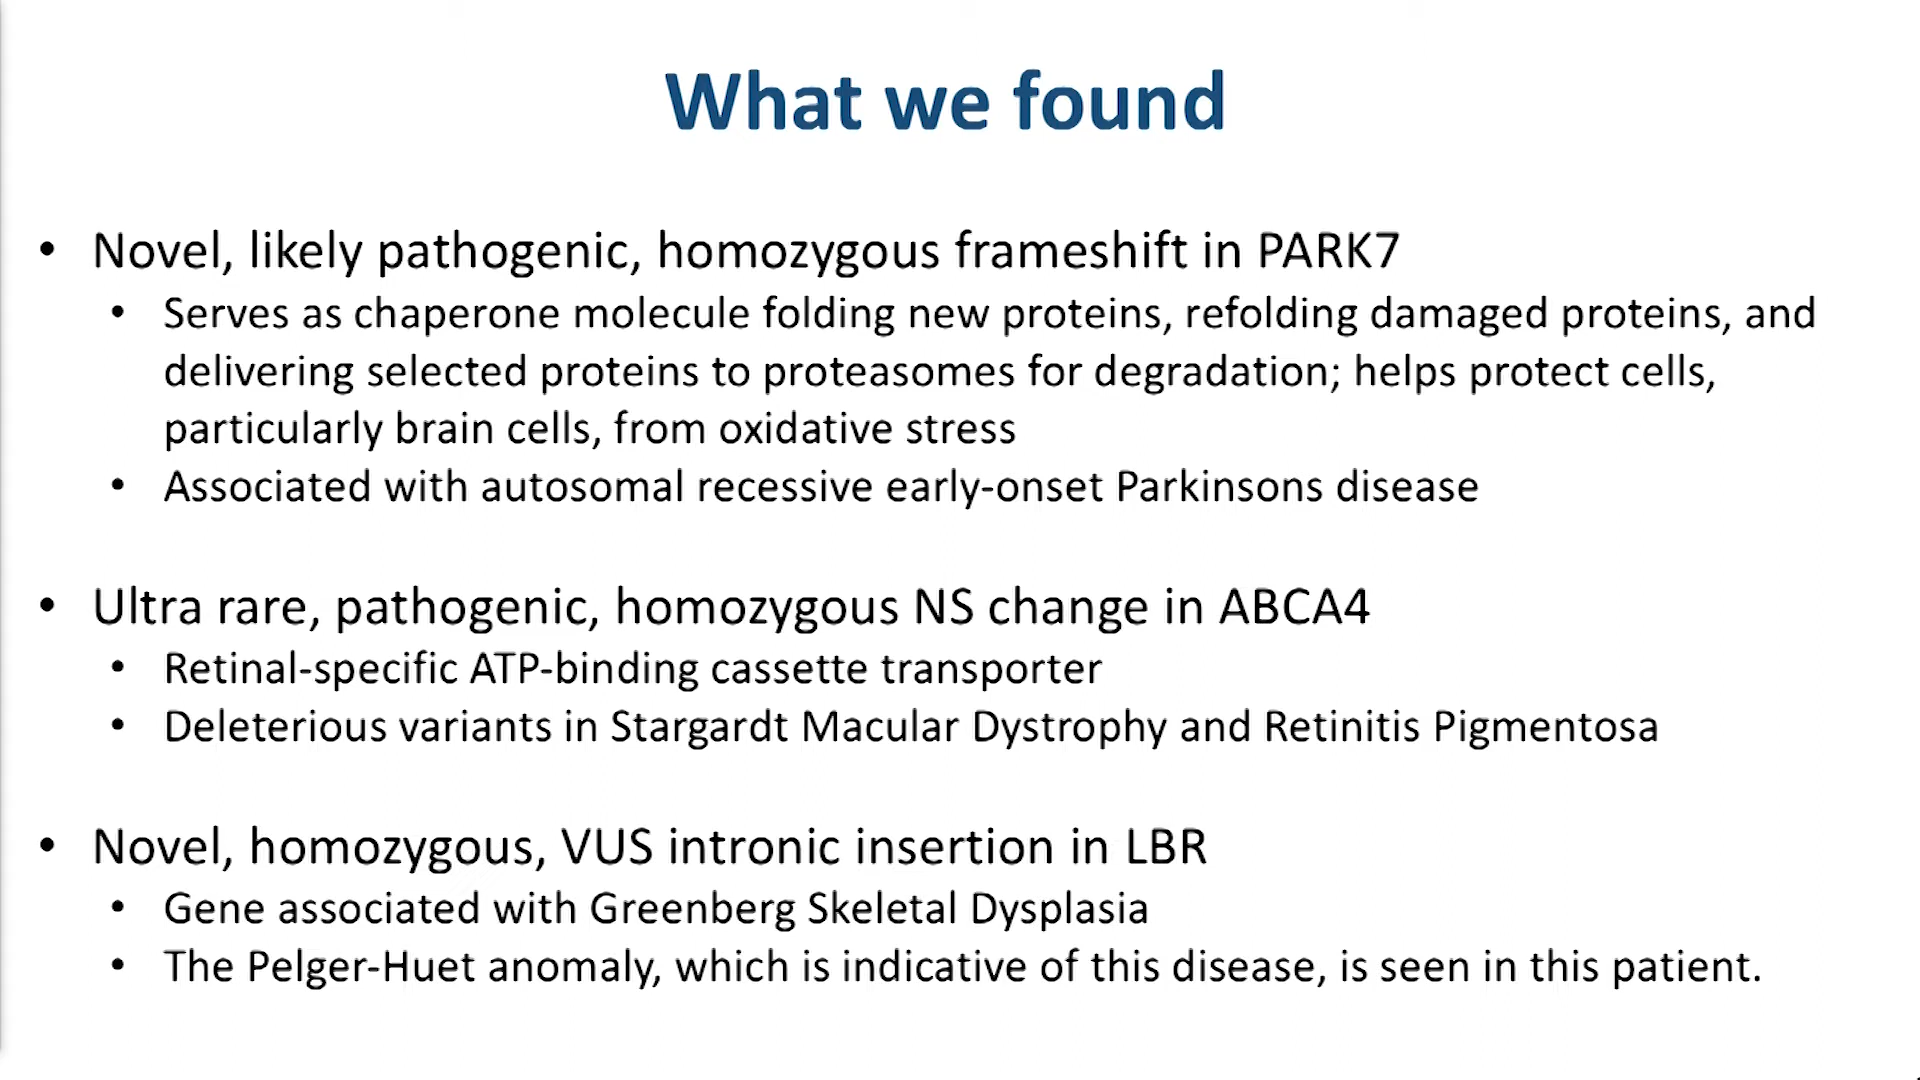 What we found
• Novel, likely pathogenic, homozygous frameshift in PARK7
• Serves as chaperone molecule folding new proteins, refolding damaged proteins, and
delivering selected proteins to proteasomes for degradation; helps protect cells,
particularly brain cells, from oxidative stress
• Associated with autosomal recessive early-onset Parkinsons disease
• Ultra rare, pathogenic, homozygous NS change in ABCA4
• Retinal-specific ATP-binding cassette transporter
• Deleterious variants in Stargardt Macular Dystrophy and Retinitis Pigmentosa
• Novel, homozygous, VUS intronic insertion in LBR
• Gene associated with Greenberg Skeletal Dysplasia
• The Pelger-Huet anomaly, which is indicative of this disease, is seen in this patient.